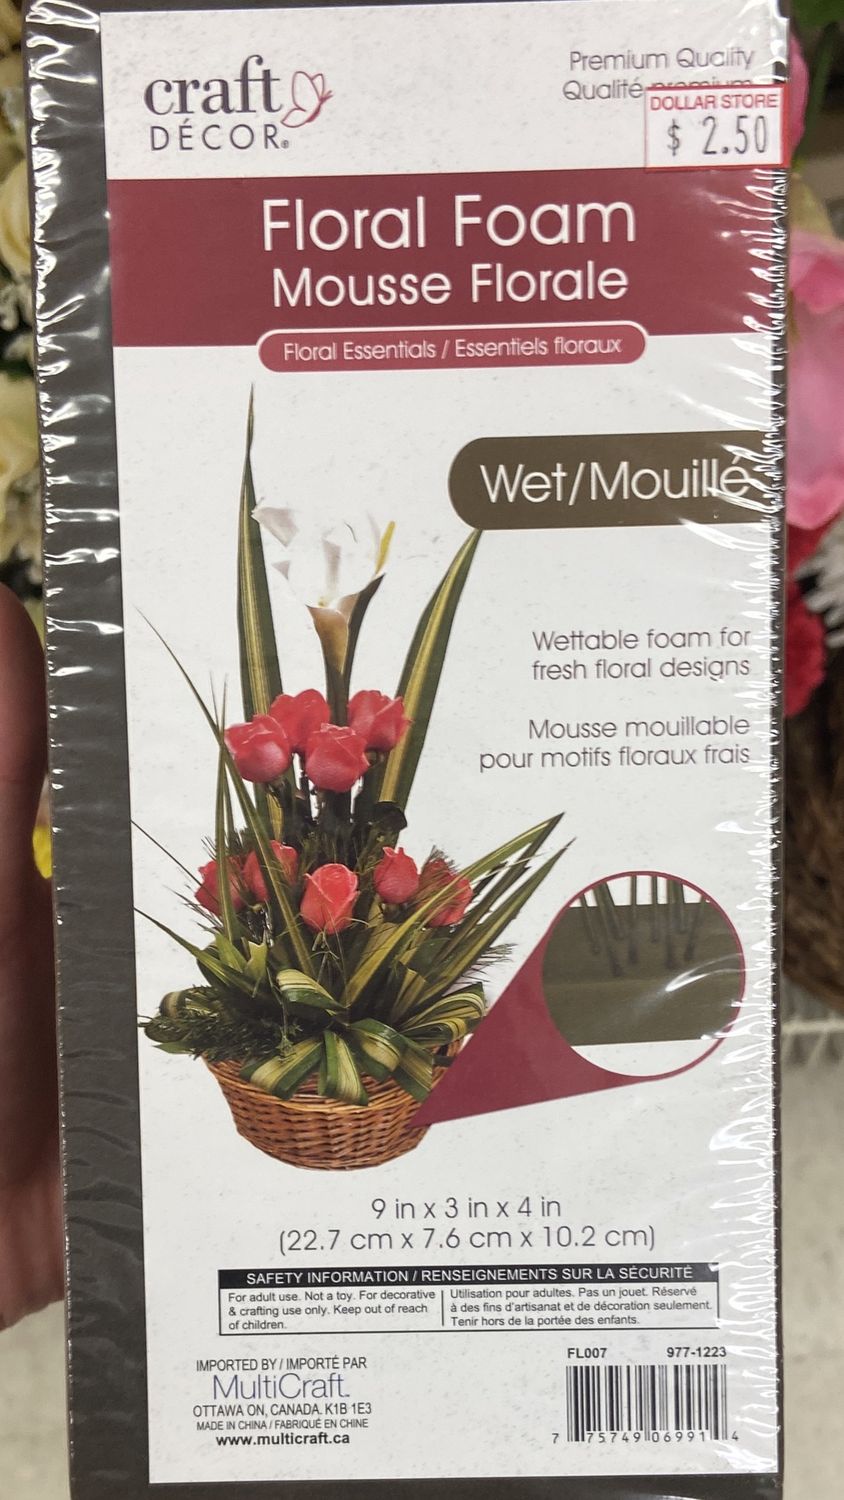 craft
DÉCOR®
Premium Quality
Qualité premium
DOLLAR STORE
$ 2.50
Floral Foam
Mousse Florale
Floral Essentials / Essentiels floraux
Wet/Mouillé
Wettable foam for
fresh floral designs
Mousse mouillable
pour motifs floraux frais
9 in x 3 in x 4 in
(22.7 cm x 7.6 cm x 10.2 cm)
SAFETY INFORMATION / RENSEIGNEMENTS SUR LA SÉCURITÉ
For adult use. Not a toy. For decorative
& crafting use only. Keep out of reach
of children.
Utilisation pour adultes. Pas un jouet. Réservé
à des fins d'artisanat et de décoration seulement.
Tenir hors de la portée des enfants.
IMPORTED BY / IMPORTÉ PAR
MultiCraft
OTTAWA ON, CANADA. K1B 1E3
MADE IN CHINA / FABRIQUÉ EN CHINE
www.multicraft.ca
FL007 977-1223
7 75749 06991 4